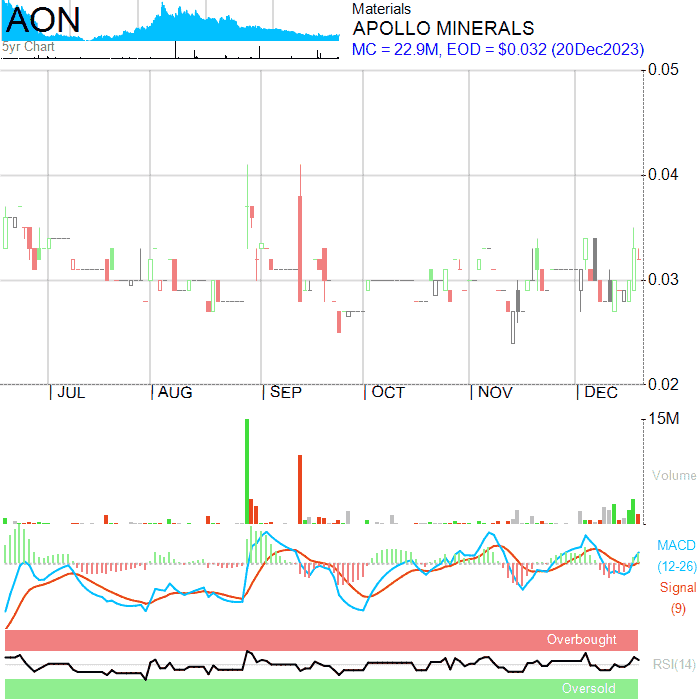 AON
5yr Chart
Materials
APOLLO MINERALS
MC = 22.9M, EOD = $0.032 (20Dec2023)
0.05
0.04
0.03
0.02
JUL
AUG
SEP
OCT
NOV
DEC
15M
Volume
MACD
(12-26)
Signal
(9)
Overbought
RSI(14)
Oversold